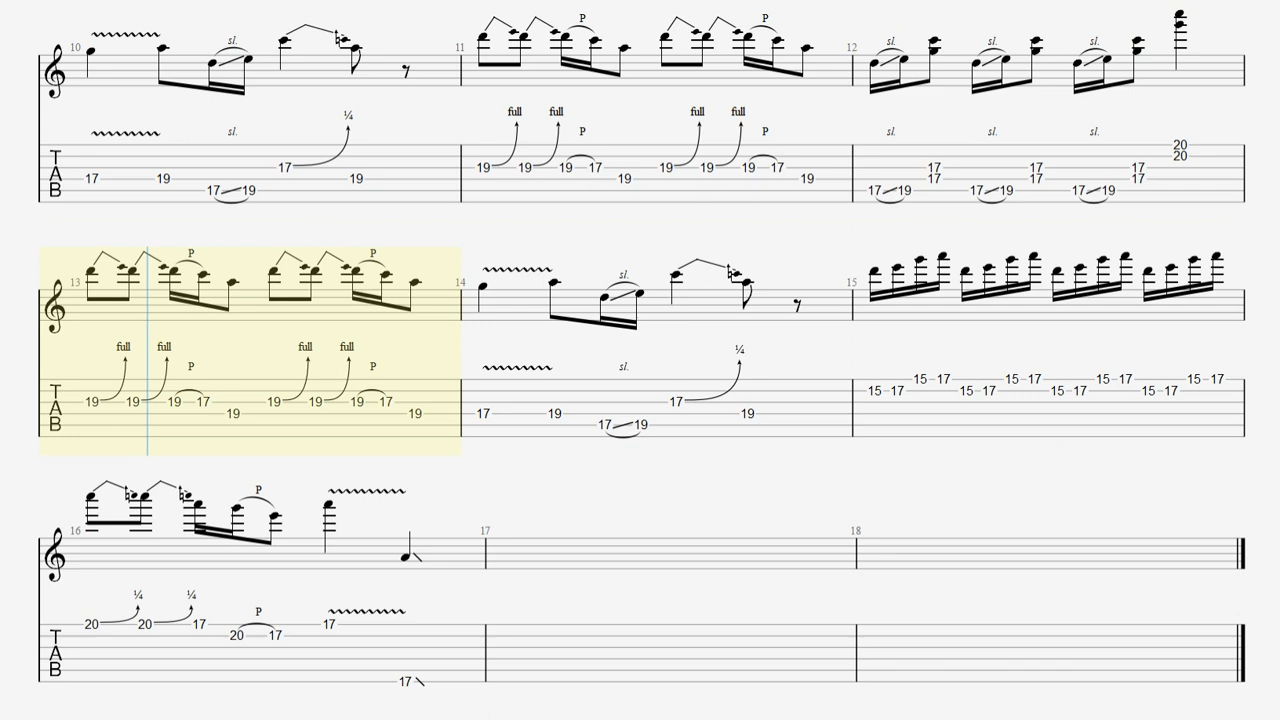 10 sl. 11 P P 12 sl. sl. sl.
¼ full full full full
sl. P P sl. sl. sl.
T A B 17 19 17 19 17 19 19 19 19 17 19 19 19 19 17 19 17 19 17 17 17 19 17 17 17 19 17 17 20 20
13 P P 14 sl. 15
full full full full ¼
P P sl.
T A B 19 19 19 17 19 19 19 19 17 19 17 19 17 19 17 19 15 17 15 17 15 17 15 17 15 17 15 17 15 17 15 17
16 P 17 18
¼ ¼
P
T A B 20 20 17 20 17 17 17